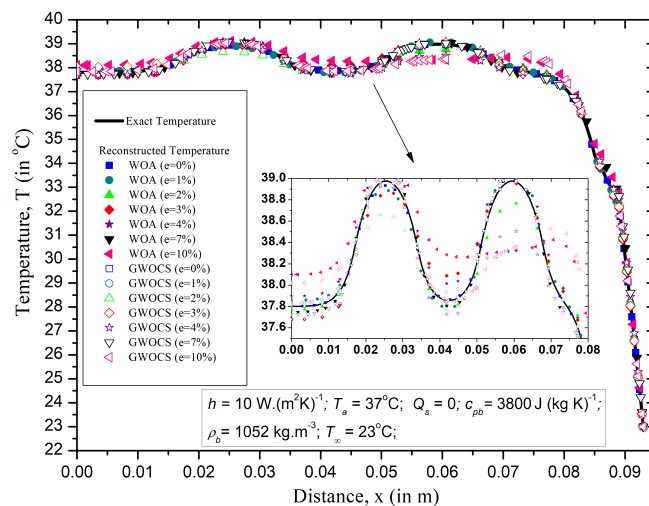 41
40
39
38
37
36
35
34
33
32
31
30
29
28
27
26
25
24
23
22
Temperature, T (in °C)
Exact Temperature
Reconstructed Temperature
WOA (e=0%)
WOA (e=1%)
WOA (e=2%)
WOA (e=3%)
WOA (e=4%)
WOA (e=7%)
WOA (e=10%)
GWOCS (e=0%)
GWOCS (e=1%)
GWOCS (e=2%)
GWOCS (e=3%)
GWOCS (e=4%)
GWOCS (e=7%)
GWOCS (e=10%)
39.0
38.8
38.6
38.4
38.2
38.0
37.8
37.6
0.00 0.01 0.02 0.03 0.04 0.05 0.06 0.07 0.08
h = 10 W.(m²K)⁻¹; Tₐ = 37°C; Qₛ = 0; c_pb = 3800 J (kg K)⁻¹;
ρ_b = 1052 kg.m⁻³; T_∞ = 23°C;
0.00 0.01 0.02 0.03 0.04 0.05 0.06 0.07 0.08 0.09
Distance, x (in m)